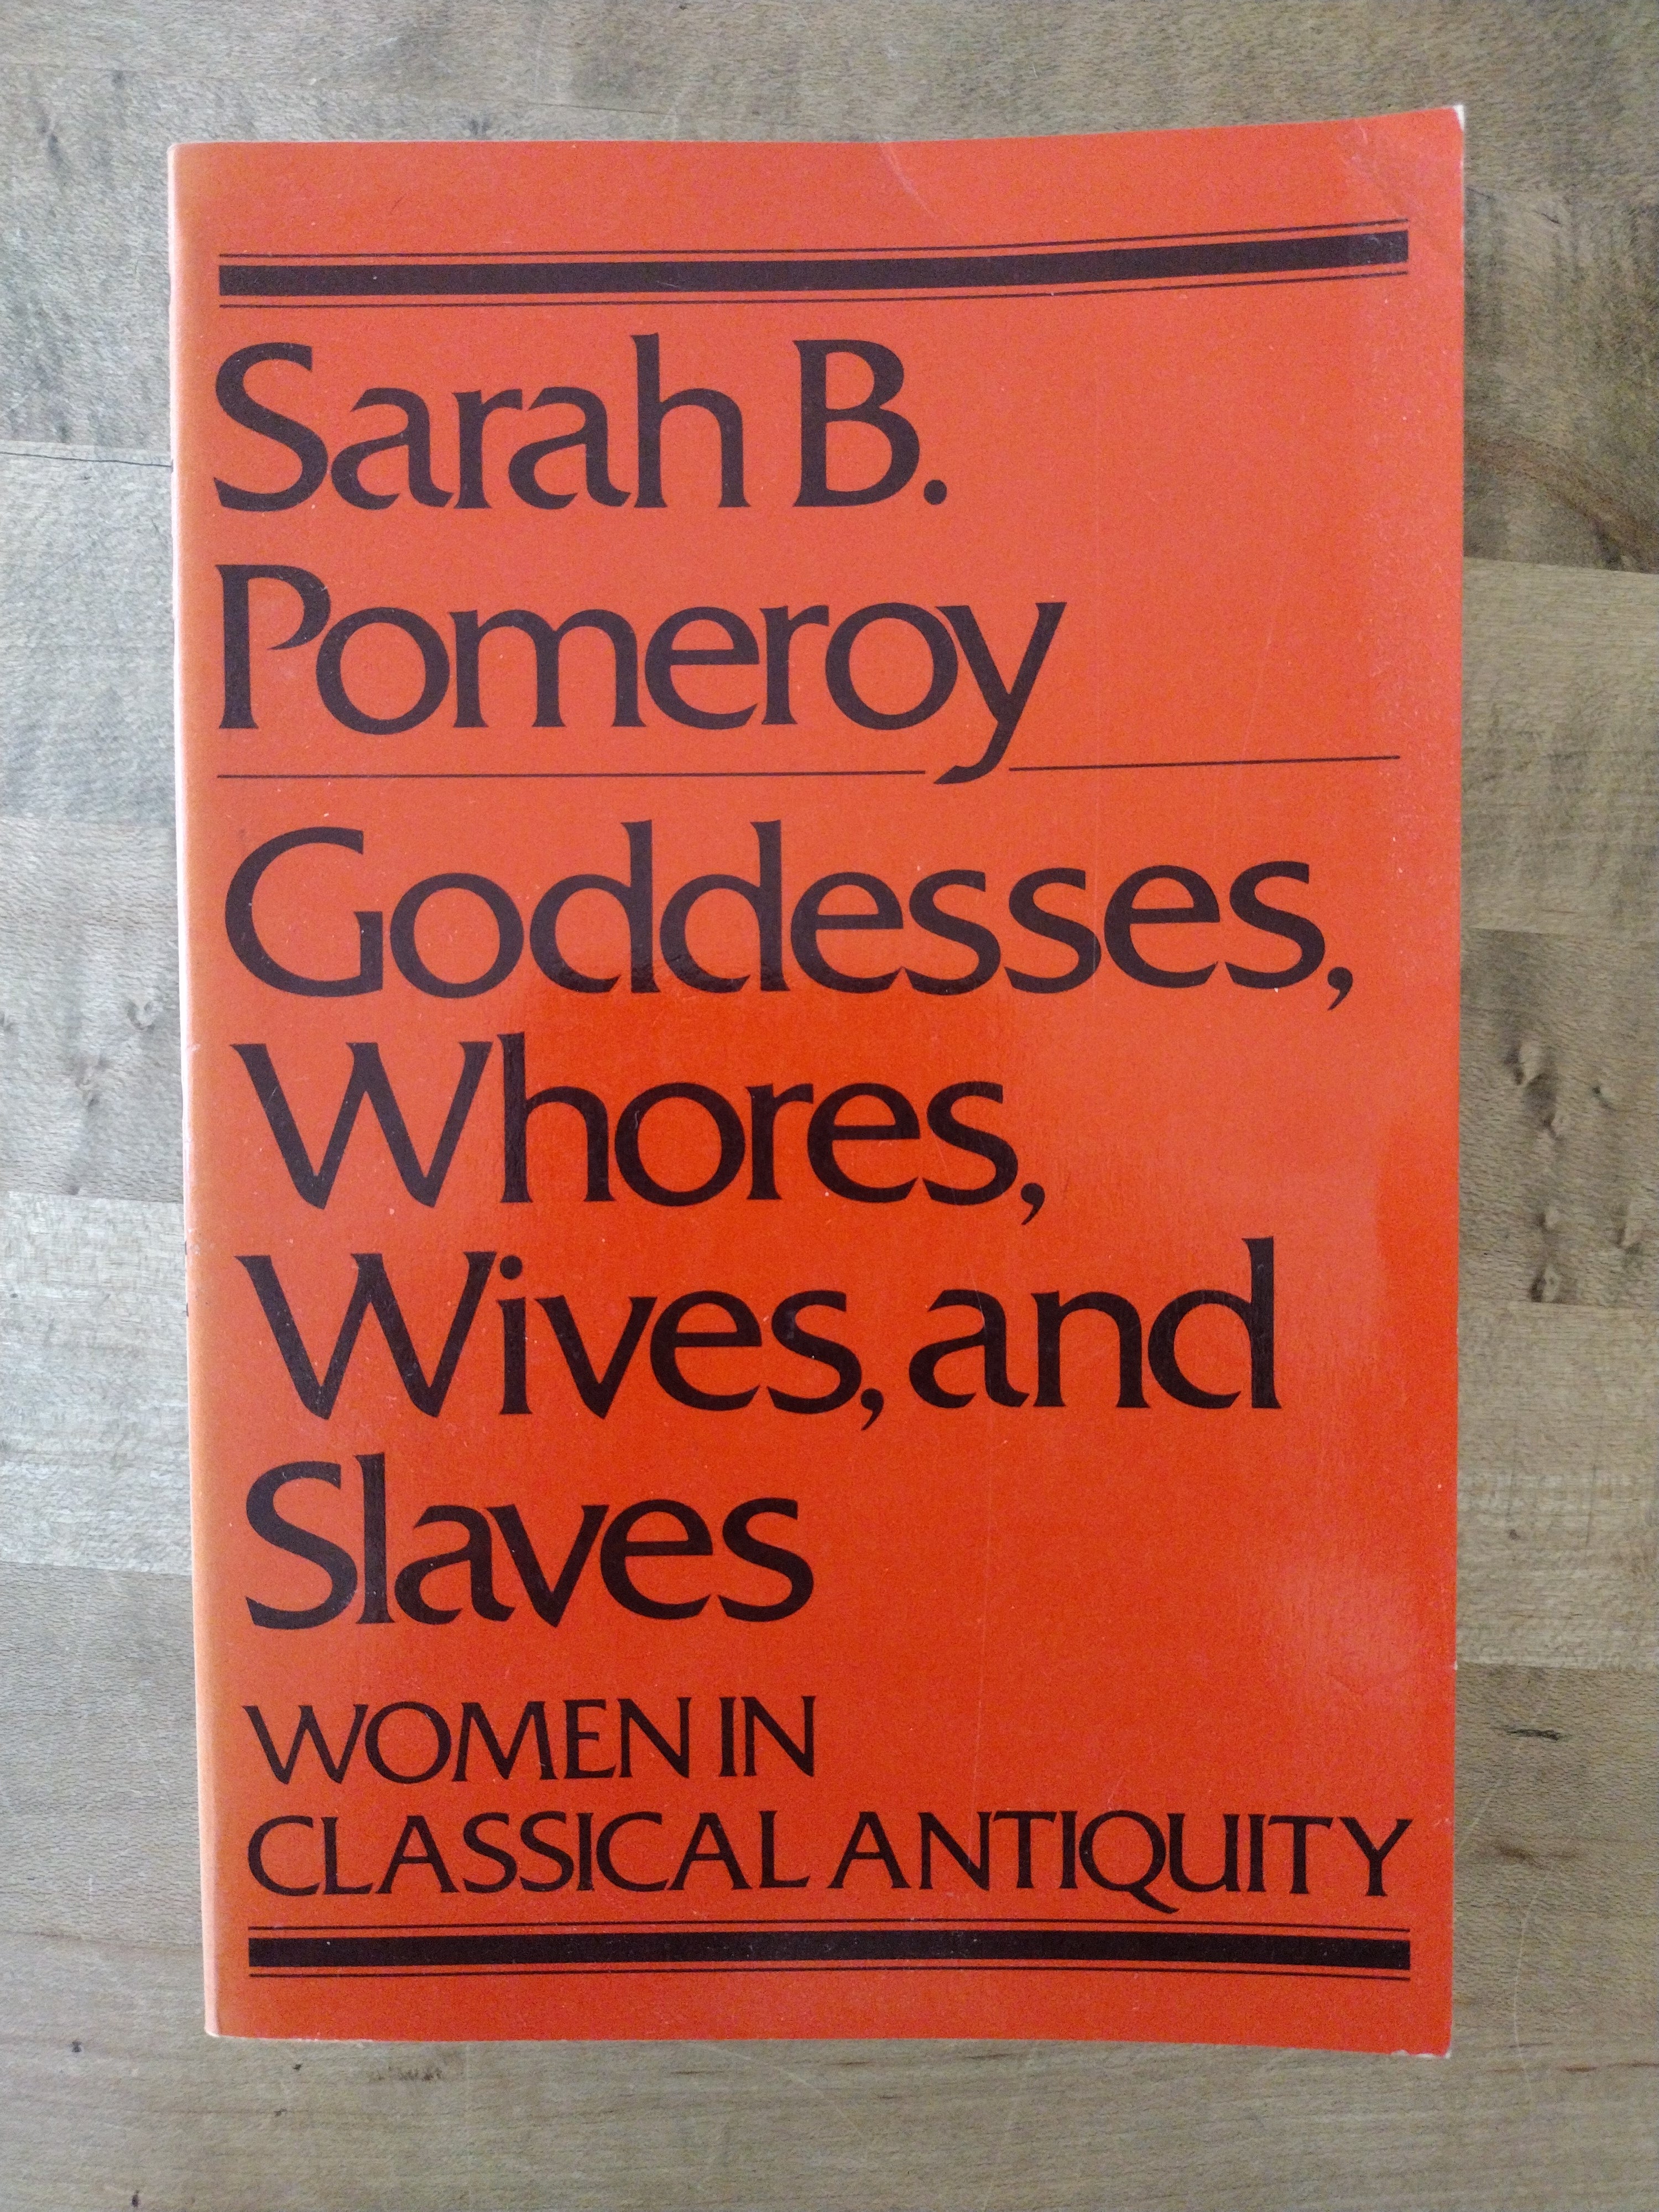 Sarah B.
Pomeroy
Goddesses,
Whores,
Wives, and
Slaves
WOMEN IN
CLASSICAL ANTIQUITY